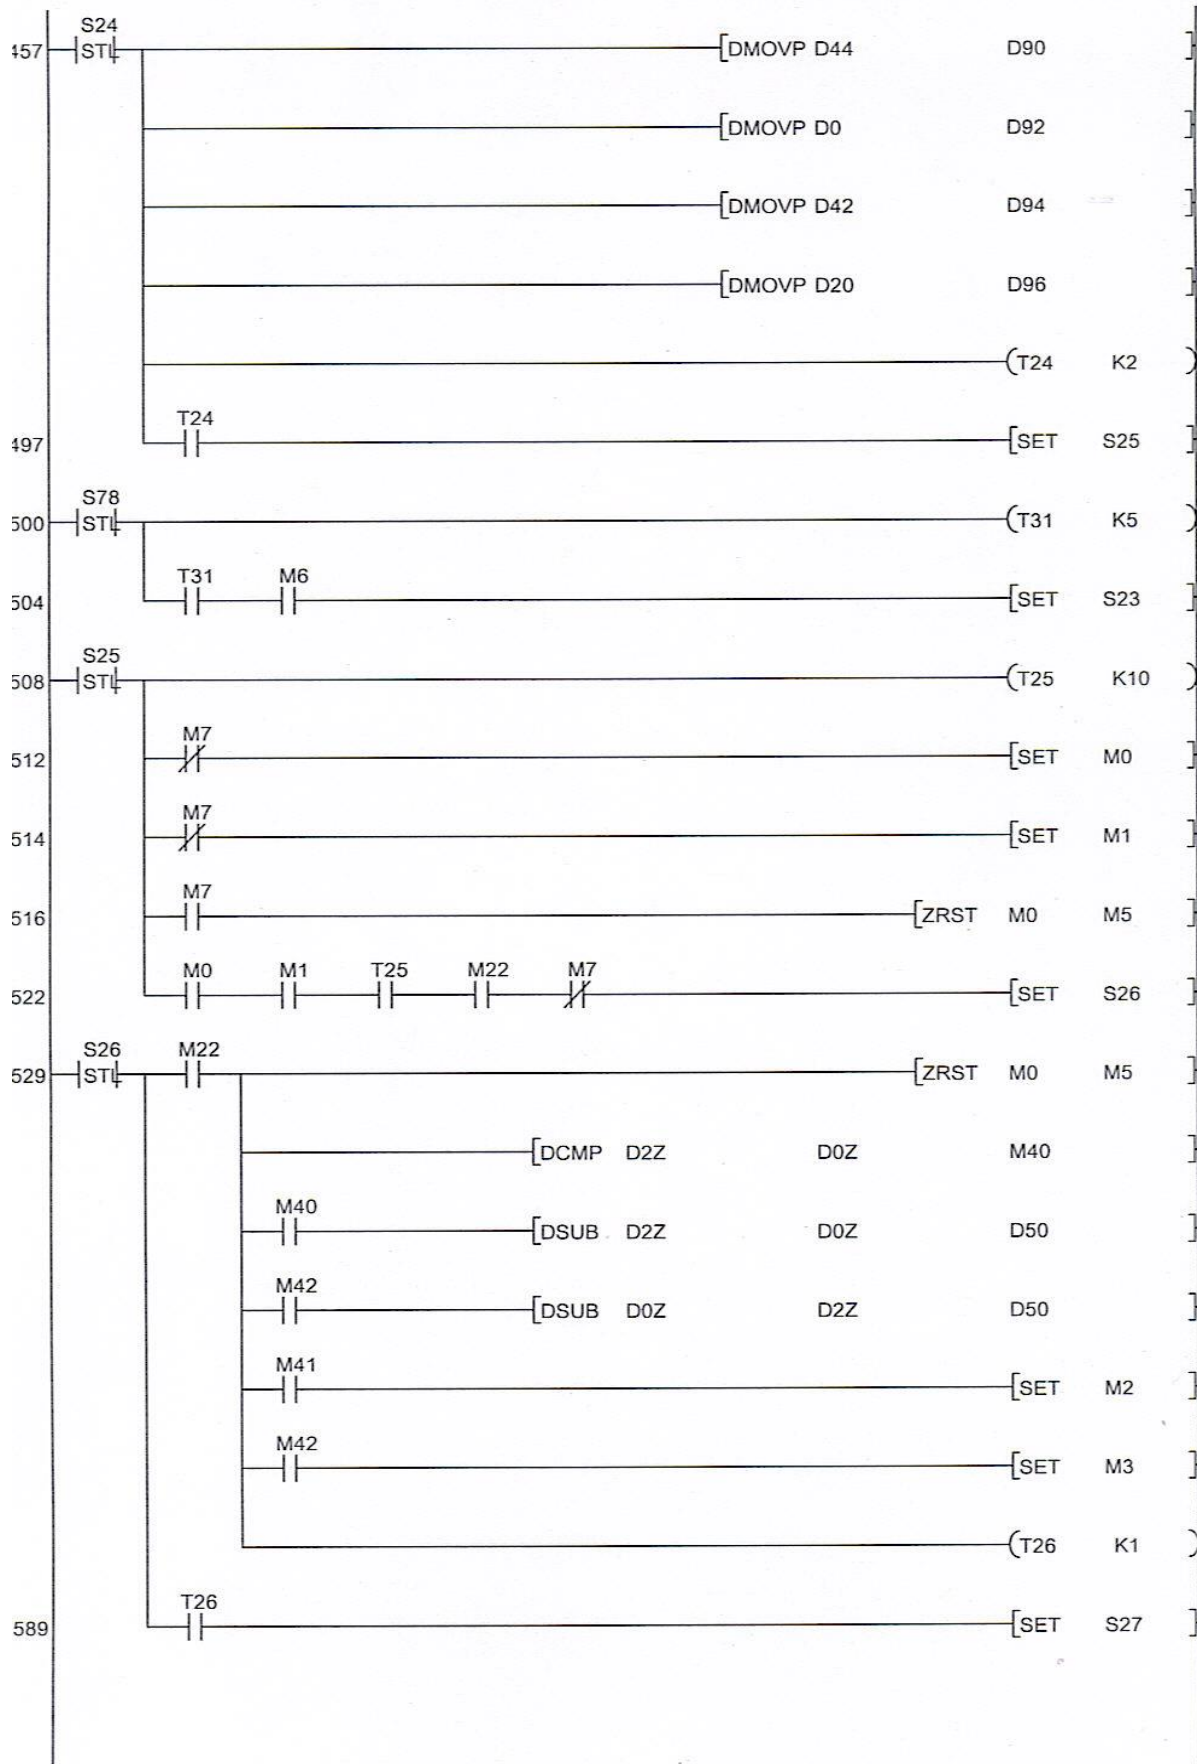 S24
457 STL [DMOVP D44 D90 ]
[DMOVP D0 D92 ]
[DMOVP D42 D94 ]
[DMOVP D20 D96 ]
(T24 K2 )
T24
497 [SET S25 ]
S78
500 STL (T31 K5 )
T31 M6
504 [SET S23 ]
S25
508 STL (T25 K10 )
M7
512 [SET M0 ]
M7
514 [SET M1 ]
M7
516 [ZRST M0 M5 ]
M0 M1 T25 M22 M7
522 [SET S26 ]
S26 M22
529 STL [ZRST M0 M5 ]
[DCMP D2Z D0Z M40 ]
M40
[DSUB D2Z D0Z D50 ]
M42
[DSUB D0Z D2Z D50 ]
M41
[SET M2 ]
M42
[SET M3 ]
(T26 K1 )
T26
589 [SET S27 ]